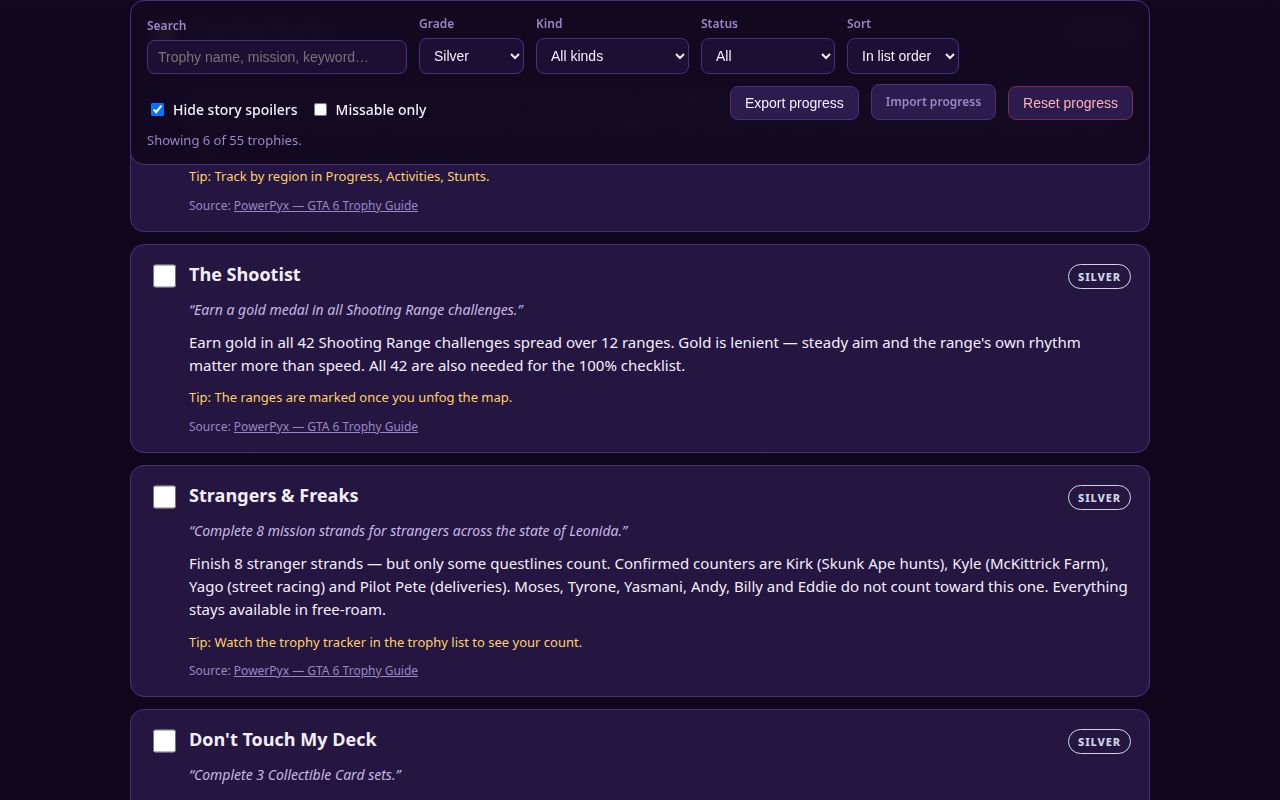 Search
Grade
Kind
Status
Sort
Trophy name, mission, keyword…
Silver
All kinds
All
In list order
Hide story spoilers
Missable only
Export progress
Import progress
Reset progress
Showing 6 of 55 trophies.
Tip: Track by region in Progress, Activities, Stunts.
Source: PowerPyx — GTA 6 Trophy Guide
The Shootist
SILVER
“Earn a gold medal in all Shooting Range challenges.”
Earn gold in all 42 Shooting Range challenges spread over 12 ranges. Gold is lenient — steady aim and the range's own rhythm
matter more than speed. All 42 are also needed for the 100% checklist.
Tip: The ranges are marked once you unfog the map.
Source: PowerPyx — GTA 6 Trophy Guide
Strangers & Freaks
SILVER
“Complete 8 mission strands for strangers across the state of Leonida.”
Finish 8 stranger strands — but only some questlines count. Confirmed counters are Kirk (Skunk Ape hunts), Kyle (McKittrick Farm),
Yago (street racing) and Pilot Pete (deliveries). Moses, Tyrone, Yasmani, Andy, Billy and Eddie do not count toward this one. Everything
stays available in free-roam.
Tip: Watch the trophy tracker in the trophy list to see your count.
Source: PowerPyx — GTA 6 Trophy Guide
Don't Touch My Deck
SILVER
“Complete 3 Collectible Card sets.”